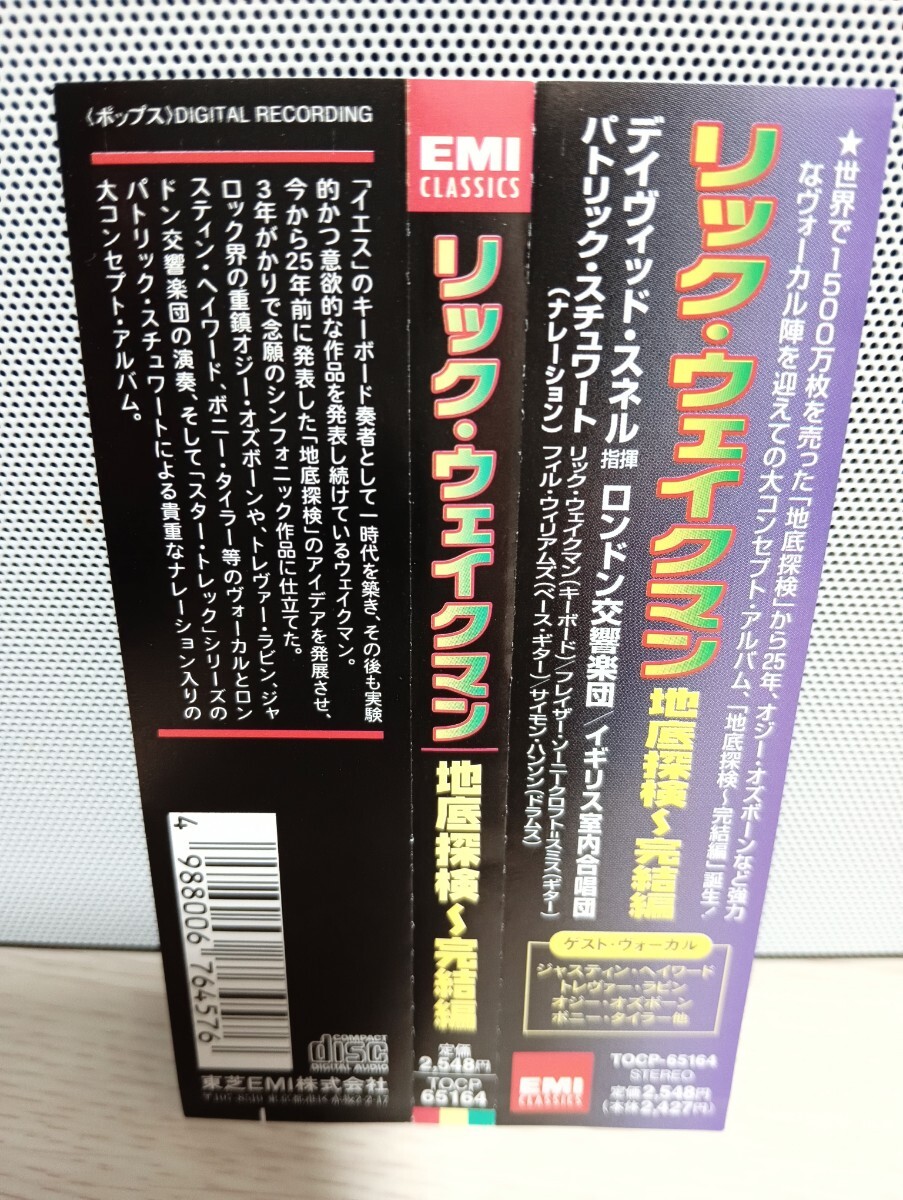 ★世界で1500万枚を売った「地底探検」から25年、オジー・オズボーンなど強力
なヴォーカル陣を迎えての大コンセプト・アルバム、「地底探検〜完結編」誕生！
リック・ウェイクマン 地底探検〜完結編
デイヴィッド・スネル 指揮 ロンドン交響楽団/イギリス室内合唱団
パトリック・スチュワート(ナレーション)
リック・ウェイクマン(キーボード)/フレイザー・ソーニークロフト-スミス(ギター)
フィル・ウィリアムズ(ベース・ギター)/サイモン・ハンソン(ドラムス)
ゲスト・ウォーカル
ジャスティン・ヘイワード
トレヴァー・ラビン
オジー・オズボーン
ボニー・タイラー他
EMI
CLASSICS
TOCP-65164
STEREO
定価2,548円
(本体2,427円)
EMI
CLASSICS
リック・ウェイクマン
地底探検〜完結編
定価
2,548円
TOCP
65164
〈ポップス〉DIGITAL RECORDING
「イエス」のキーボード奏者として一時代を築き、その後も実験
的かつ意欲的な作品を発表し続けているウェイクマン。
今から25年前に発表した「地底探検」のアイデアを発展させ、
3年がかりで念願のシンフォニック作品に仕立てた。
ロック界の重鎮オジー・オズボーンや、トレヴァー・ラビン、ジャ
スティン・ヘイワード、ボニー・タイラー等のヴォーカルとロン
ドン交響楽団の演奏、そして「スター・トレック」シリーズの
パトリック・スチュワートによる貴重なナレーション入りの
大コンセプト・アルバム。
4 988006 764576
COMPACT
disc
DIGITAL AUDIO
東芝EMI株式会社